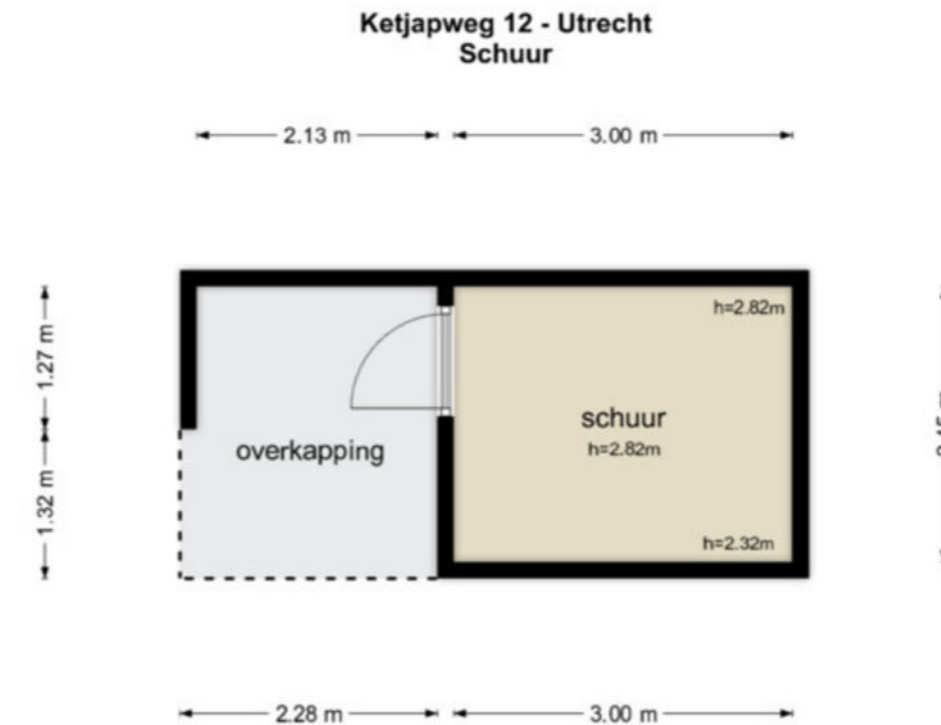 Ketjapweg 12 - Utrecht
Schuur
2.13 m
3.00 m
h=2.82m
1.27 m
schuur
overkapping
h=2.82m
1.32 m
h=2.32m
2.28 m
3.00 m